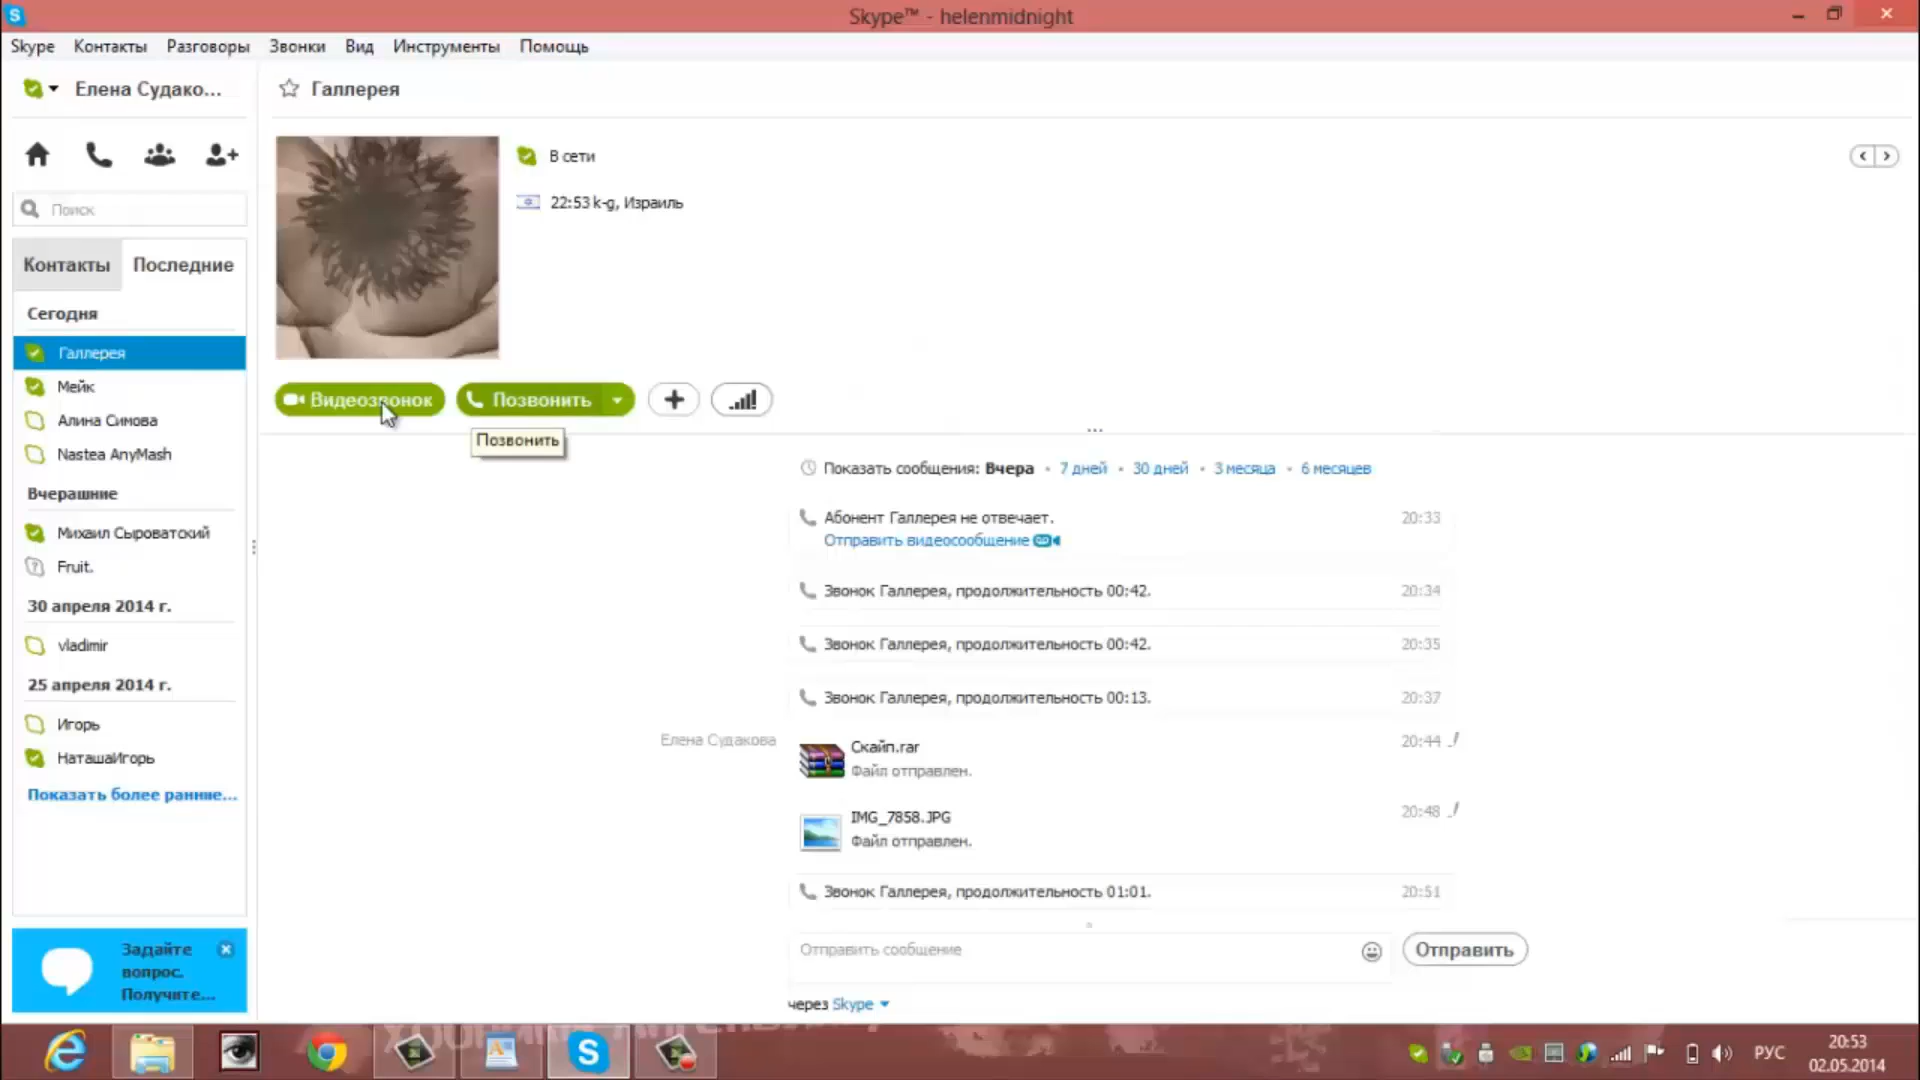 Skype™ - helenmidnight
Skype Контакты Разговоры Звонки Вид Инструменты Помощь
Елена Судако...
Галлерея
В сети
22:53 k-g, Израиль
Поиск
Контакты Последние
Сегодня
Галлерея
Мейк
Алина Симова
Nastea AnyMash
Вчерашние
Михаил Сыроватский
Fruit.
30 апреля 2014 г.
vladimir
25 апреля 2014 г.
Игорь
НаташаИгорь
Показать более ранние...
Задайте
вопрос.
Получите...
Видеозвонок Позвонить
Позвонить
Показать сообщения: Вчера • 7 дней • 30 дней • 3 месяца • 6 месяцев
Абонент Галлерея не отвечает. 20:33
Отправить видеосообщение
Звонок Галлерея, продолжительность 00:42. 20:34
Звонок Галлерея, продолжительность 00:42. 20:35
Звонок Галлерея, продолжительность 00:13. 20:37
Елена Судакова Скайп.rar 20:44
Файл отправлен.
IMG_7858.JPG 20:48
Файл отправлен.
Звонок Галлерея, продолжительность 01:01. 20:51
Отправить сообщение Отправить
через Skype
РУС 20:53
02.05.2014